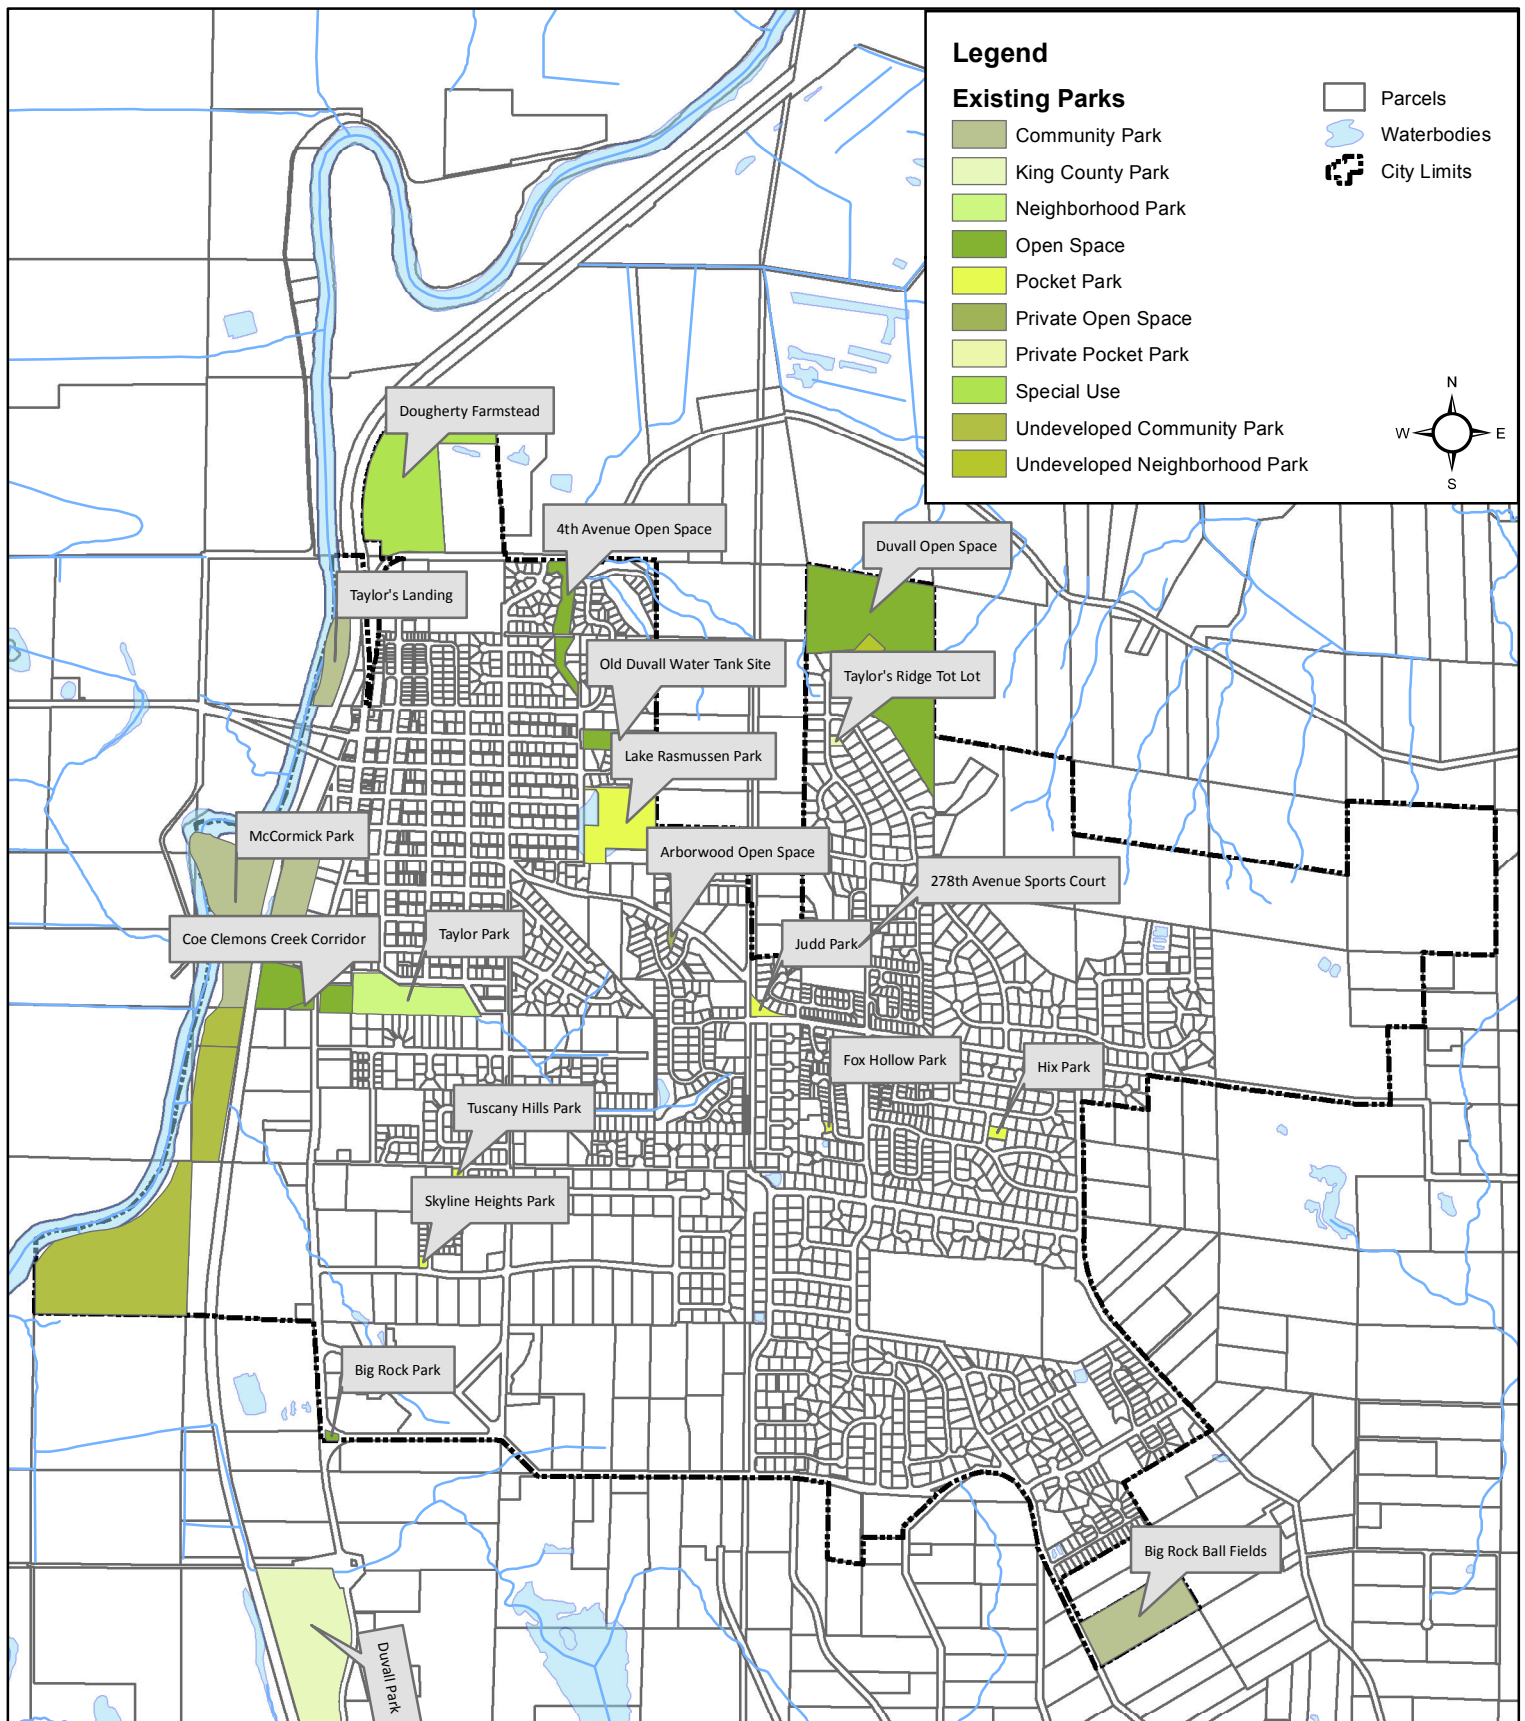 Legend
Existing Parks
Community Park
King County Park
Neighborhood Park
Open Space
Pocket Park
Private Open Space
Private Pocket Park
Special Use
Undeveloped Community Park
Undeveloped Neighborhood Park
Parcels
Waterbodies
City Limits
N
W
E
S
Dougherty Farmstead
4th Avenue Open Space
Duvall Open Space
Taylor's Landing
Old Duvall Water Tank Site
Taylor's Ridge Tot Lot
Lake Rasmussen Park
McCormick Park
Arborwood Open Space
278th Avenue Sports Court
Coe Clemons Creek Corridor
Taylor Park
Judd Park
Fox Hollow Park
Hix Park
Tuscany Hills Park
Skyline Heights Park
Big Rock Park
Big Rock Ball Fields
Duvall Park